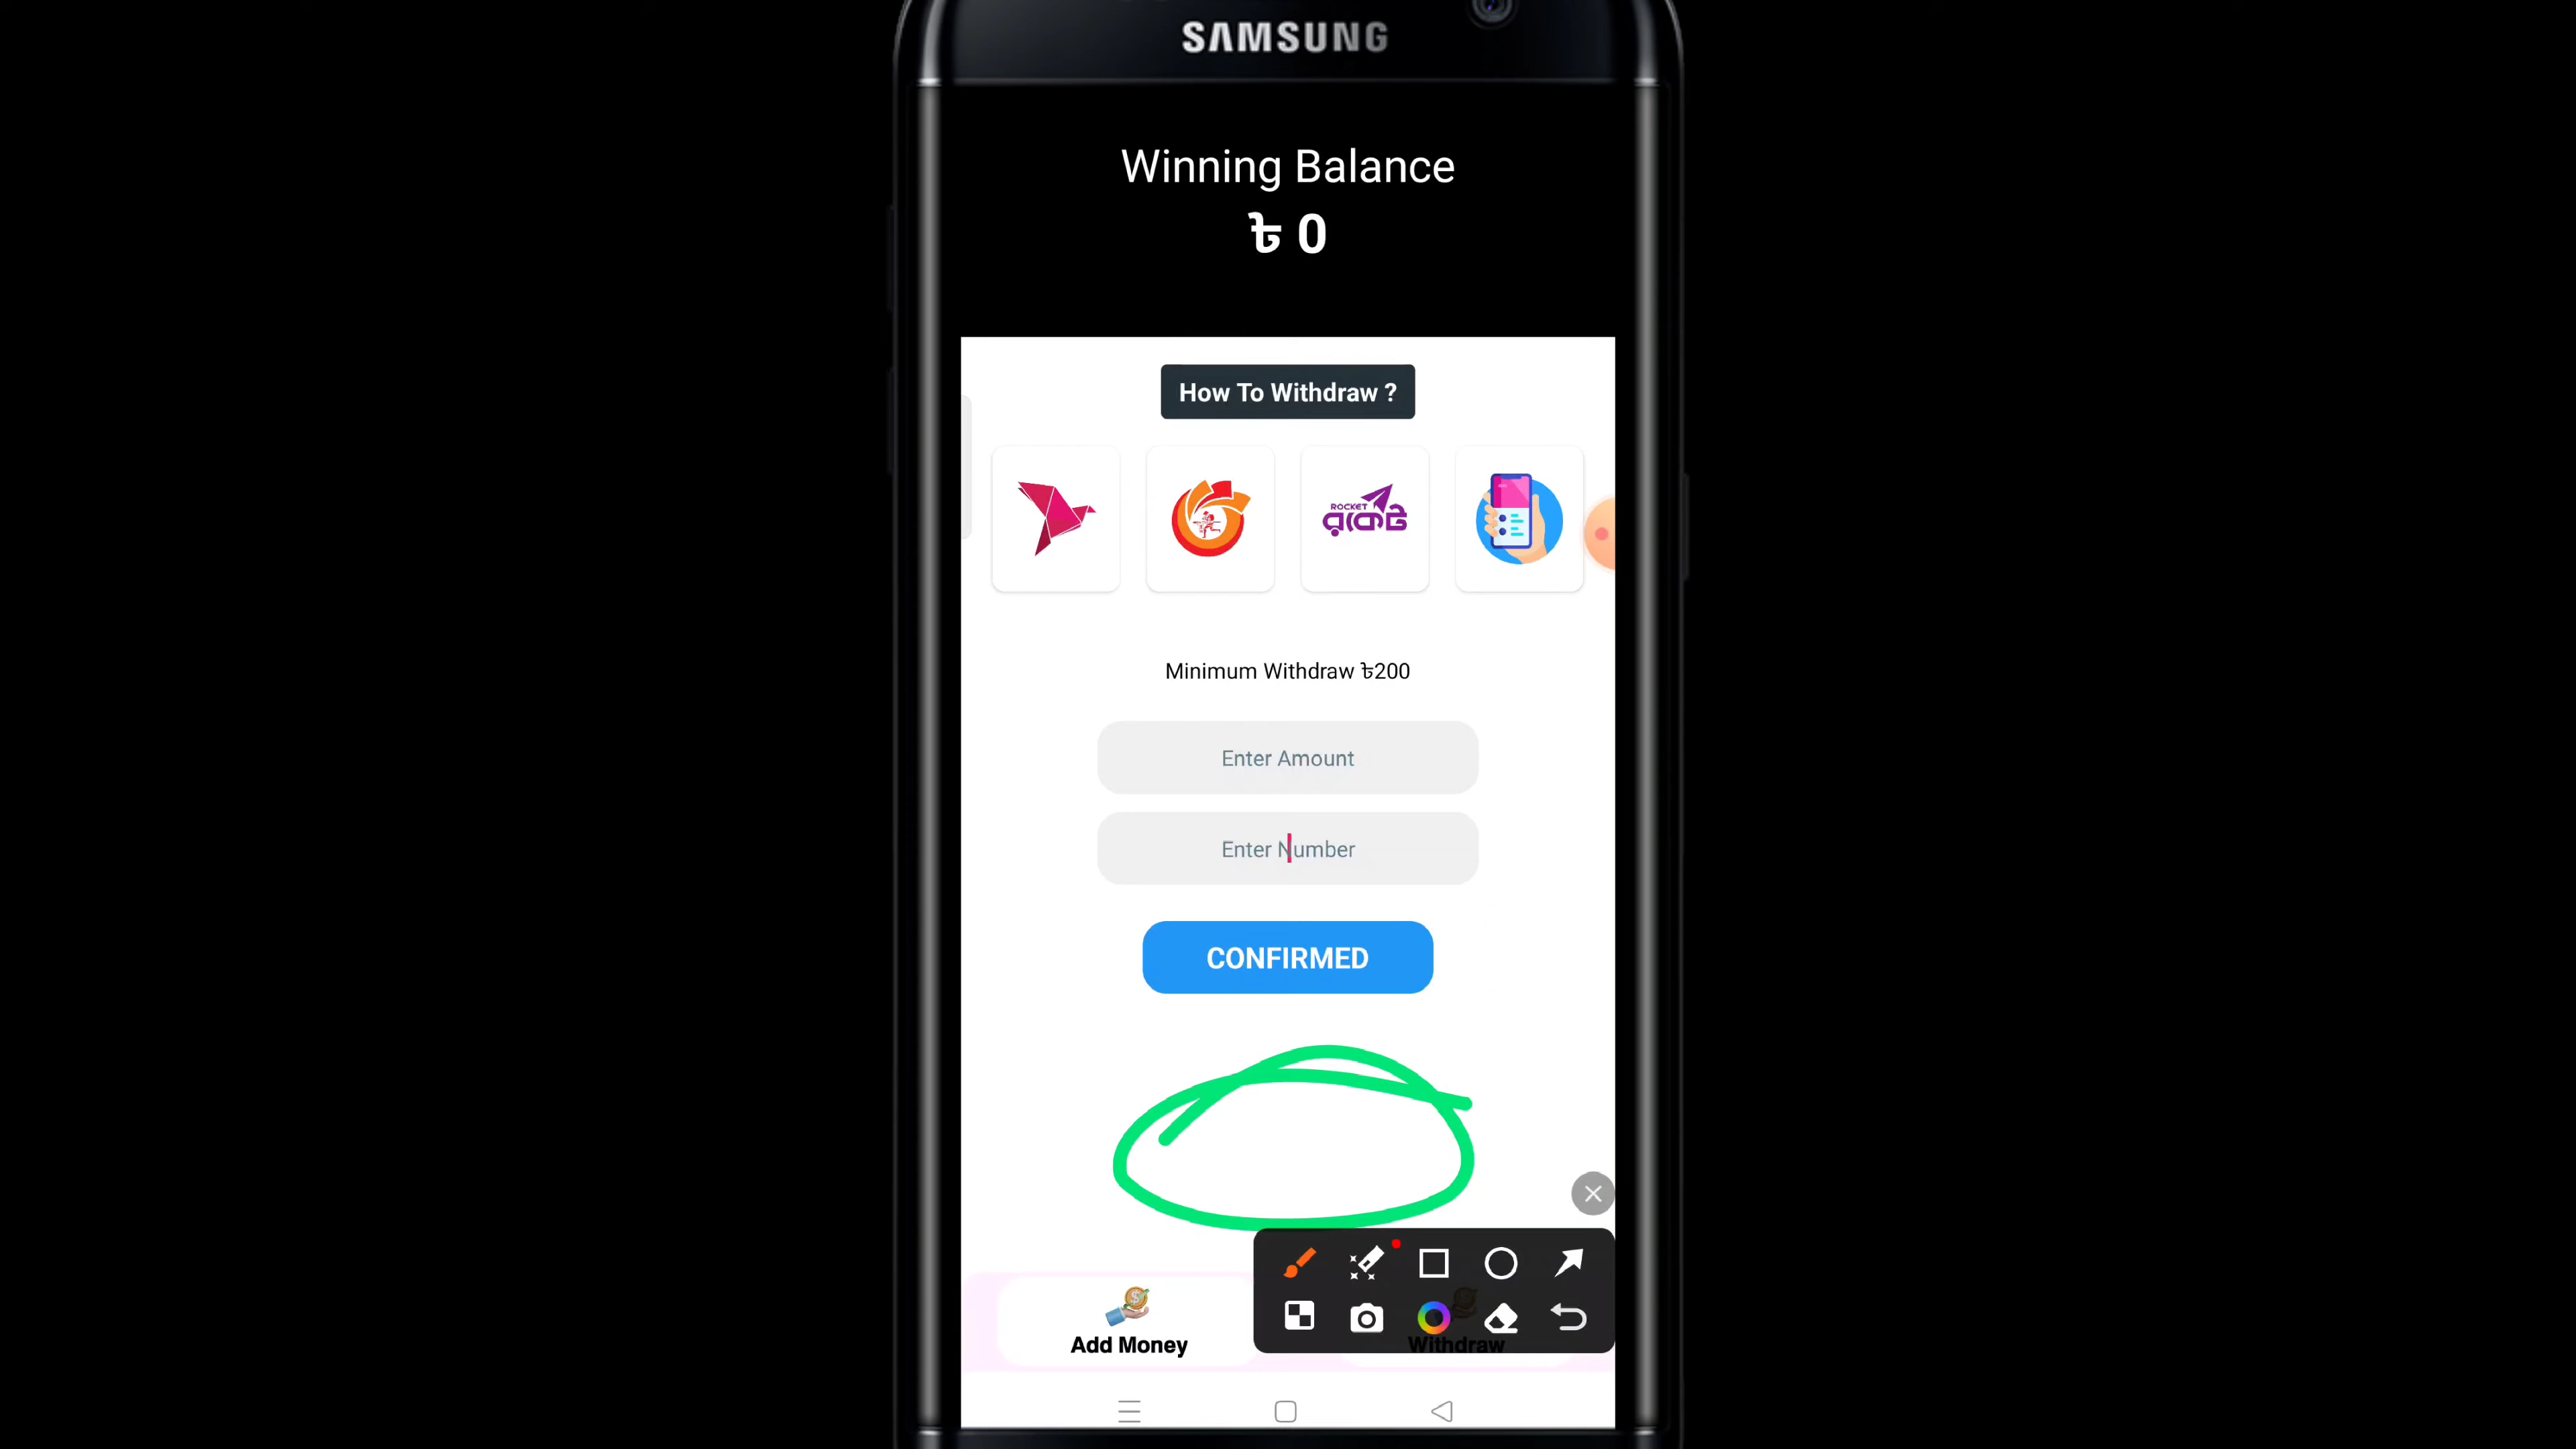 SAMSUNG
Winning Balance
৳ 0
How To Withdraw ?
ROCKET
রকেট
Minimum Withdraw ৳200
Enter Amount
Enter Number
CONFIRMED
Add Money
Withdraw